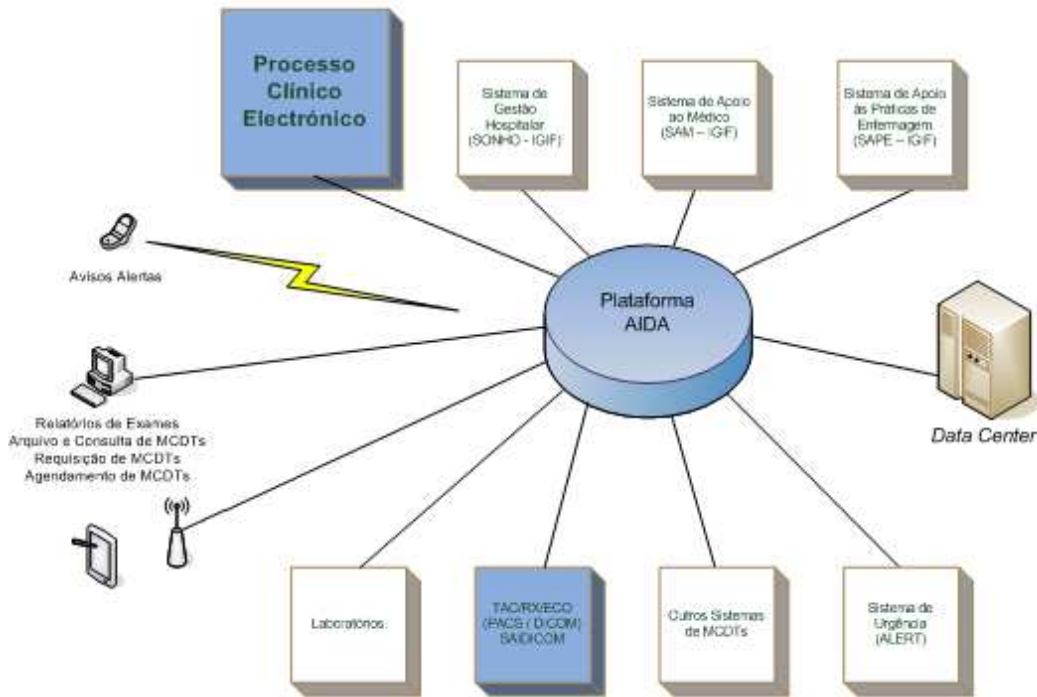 Processo
Clínico
Electrónico
Sistema de
Gestão
Hospitalar
(SONHO - IGIF)
Sistema de Apoio
ao Médico
(SAM – IGIF)
Sistema de Apoio
às Práticas de
Enfermagem
(SAPE – IGIF)
Avisos Alertas
Plataforma
AIDA
Relatórios de Exames
Arquivo e Consulta de MCDTs
Requisição de MCDTs
Agendamento de MCDTs
Data Center
Laboratórios
TAC/RX/ECO
(PACS / DICOM)
SAIDICOM
Outros Sistemas
de MCDTs
Sistema de
Urgência
(ALERT)